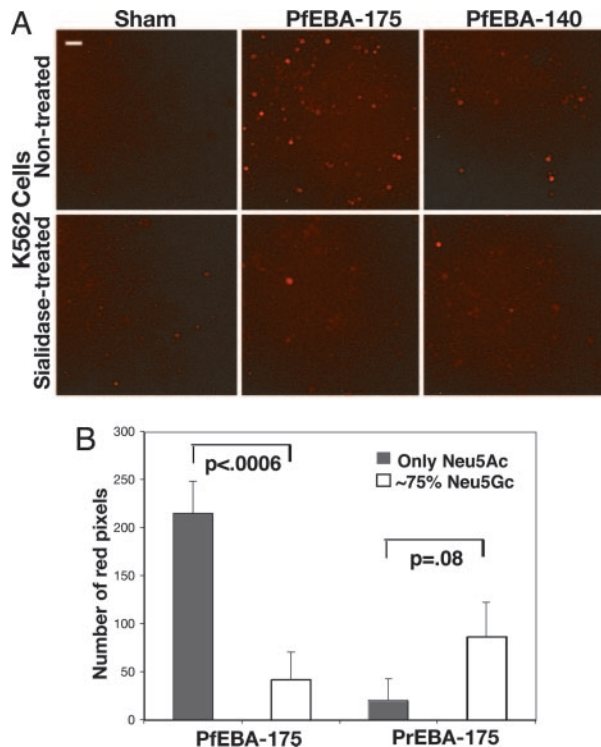 A
Sham PfEBA-175 PfEBA-140
K562 Cells
Non-treated
Sialidase-treated
B
300
250
200
150
100
50
0
Number of red pixels
p<.0006
p=.08
Only Neu5Ac
~75% Neu5Gc
PfEBA-175 PrEBA-175